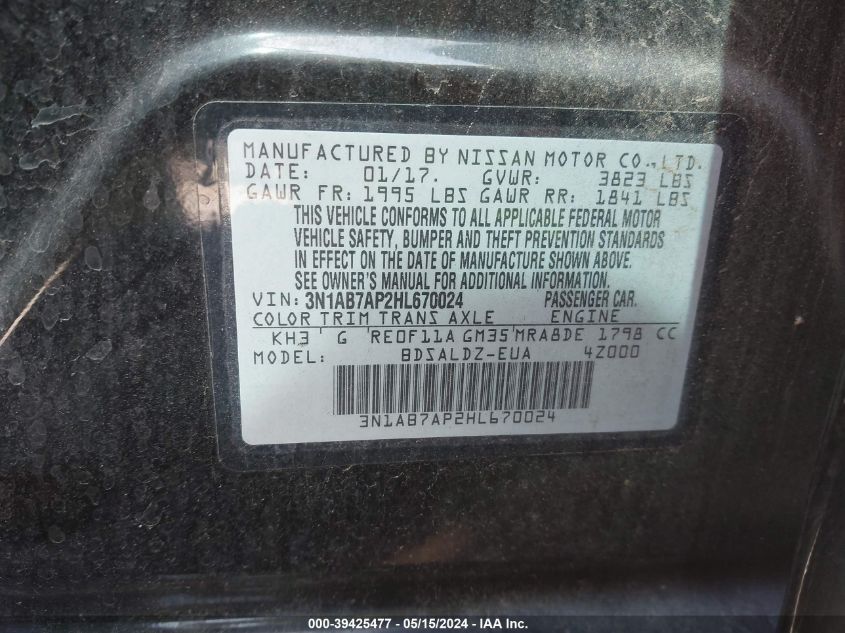 MANUFACTURED BY NISSAN MOTOR CO.,LTD.
DATE: 01/17. GVWR: 3823 LBS
GAWR FR: 1995 LBS GAWR RR: 1841 LBS
THIS VEHICLE CONFORMS TO ALL APPLICABLE FEDERAL MOTOR
VEHICLE SAFETY, BUMPER AND THEFT PREVENTION STANDARDS
IN EFFECT ON THE DATE OF MANUFACTURE SHOWN ABOVE.
SEE OWNER'S MANUAL FOR ADDITIONAL INFORMATION.
VIN: 3N1AB7AP2HL670024 PASSENGER CAR.
COLOR TRIM TRANS AXLE ENGINE
KH3 ' G 'RE0F11A GM35'MRA8DE 1798 CC
MODEL: BDSALDZ-EUA 4Z000
3N1AB7AP2HL670024
000-39425477 - 05/15/2024 - IAA Inc.